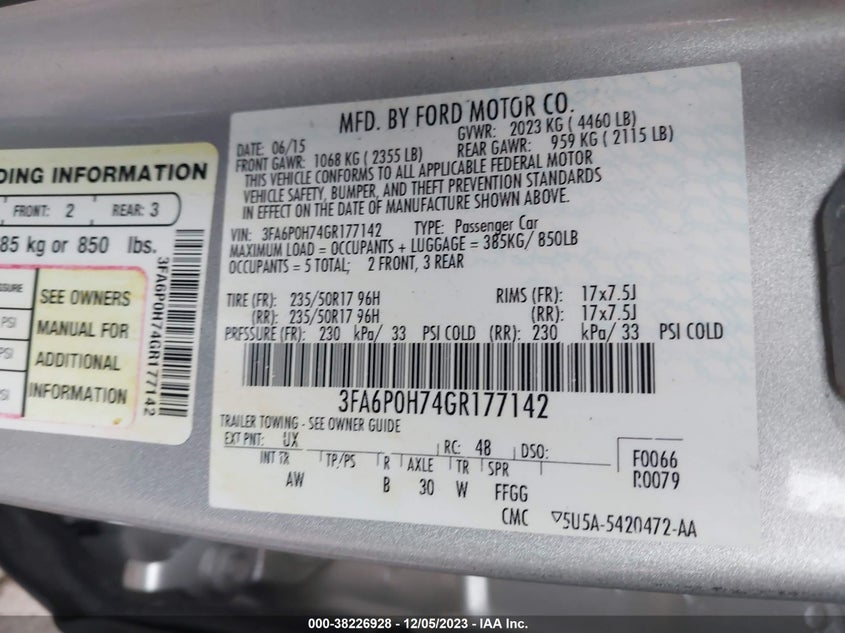 DING INFORMATION
FRONT: 2 REAR: 3
85 kg or 850 lbs.
SSURE
PSI
PSI
PSI
SEE OWNERS
MANUAL FOR
ADDITIONAL
INFORMATION
3FA6P0H74GR177142
MFD. BY FORD MOTOR CO.
DATE: 06/15 GVWR: 2023 KG ( 4460 LB)
FRONT GAWR: 1068 KG ( 2355 LB) REAR GAWR: 959 KG ( 2115 LB)
THIS VEHICLE CONFORMS TO ALL APPLICABLE FEDERAL MOTOR
VEHICLE SAFETY, BUMPER, AND THEFT PREVENTION STANDARDS
IN EFFECT ON THE DATE OF MANUFACTURE SHOWN ABOVE.
VIN: 3FA6P0H74GR177142 TYPE: Passenger Car
MAXIMUM LOAD = OCCUPANTS + LUGGAGE = 385KG/ 850LB
OCCUPANTS = 5 TOTAL; 2 FRONT, 3 REAR
TIRE (FR): 235/50R17 96H RIMS (FR): 17x7.5J
(RR): 235/50R17 96H (RR): 17x7.5J
PRESSURE (FR): 230 kPa/ 33 PSI COLD (RR): 230 kPa/ 33 PSI COLD
3FA6P0H74GR177142
TRAILER TOWING - SEE OWNER GUIDE
EXT PNT: UX RC: 48 DSO:
INT TR TP/PS R AXLE TR SPR
AW B 30 W FFGG
F0066
R0079
CMC ▽5U5A-5420472-AA
000-38226928 - 12/05/2023 - IAA Inc.